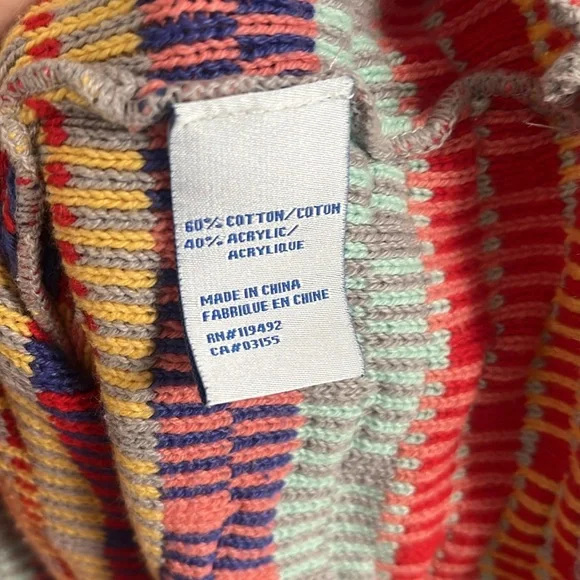 60% COTTON/COTON
40% ACRYLIC/
ACRYLIQUE
MADE IN CHINA
FABRIQUE EN CHINE
RN#119492
CA#03155